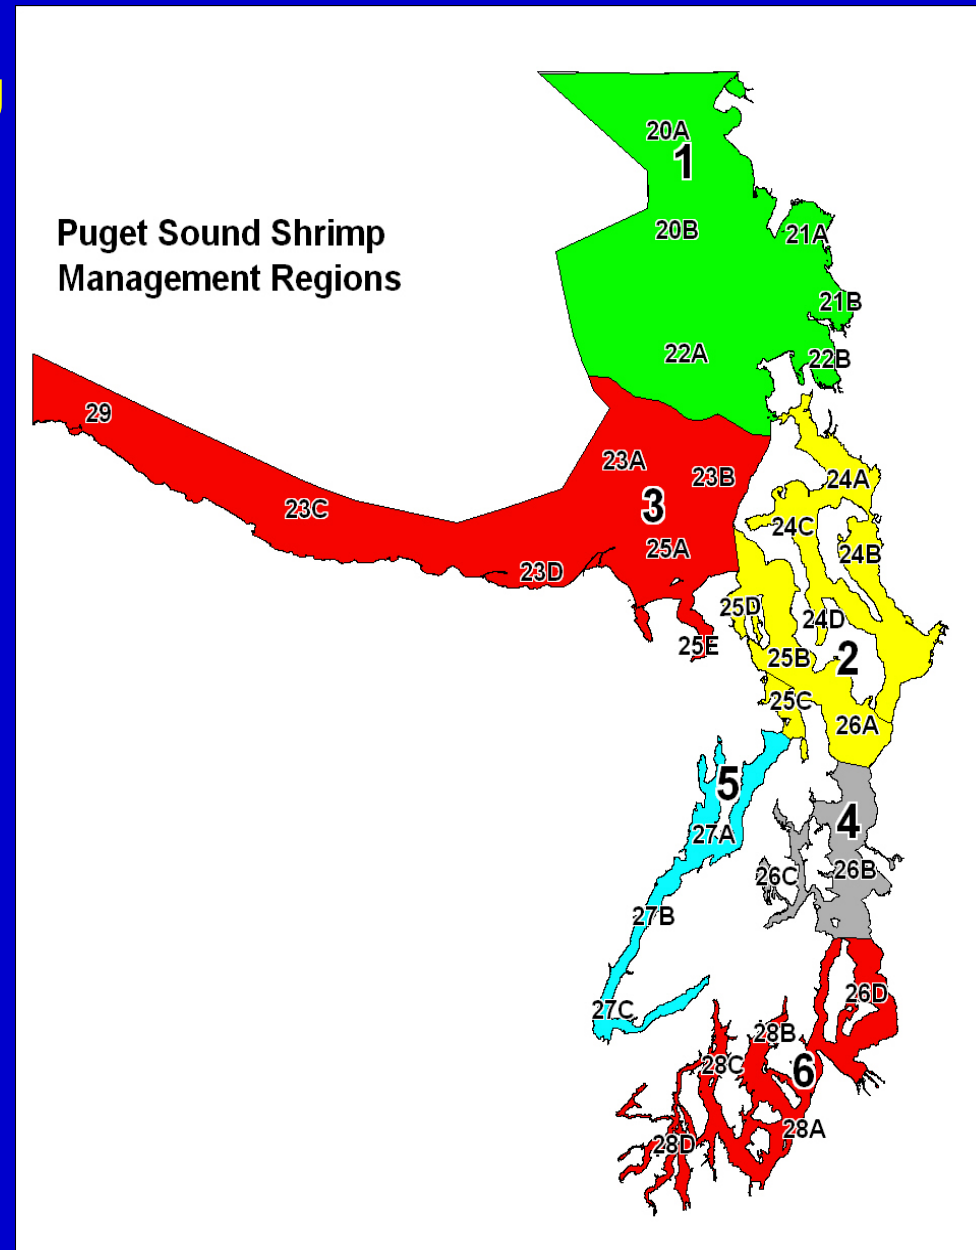 Puget Sound Shrimp
Management Regions
20A
1
20B
21A
21B
22A
22B
29
23A
23B
24A
23C
3
24C
25A
24B
23D
25D
24D
25E
25B
2
25C
26A
5
4
27A
26C
26B
27B
26D
27C
28B
28C
6
28A
28D